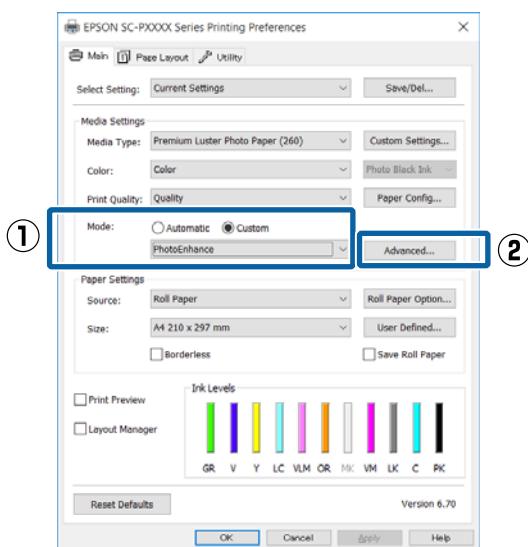 EPSON SC-PXXXX Series Printing Preferences
Main Page Layout Utility
Select Setting: Current Settings Save/Del...
Media Settings
Media Type: Premium Luster Photo Paper (260) Custom Settings...
Color: Color Photo Black Ink
Print Quality: Quality Paper Config...
① Mode: Automatic Custom
PhotoEnhance Advanced... ②
Paper Settings
Source: Roll Paper Roll Paper Option...
Size: A4 210 x 297 mm User Defined...
Borderless Save Roll Paper
Ink Levels
Print Preview
Layout Manager
GR V Y LC VLM OR MK VM LK C PK
Reset Defaults Version 6.70
OK Cancel Apply Help